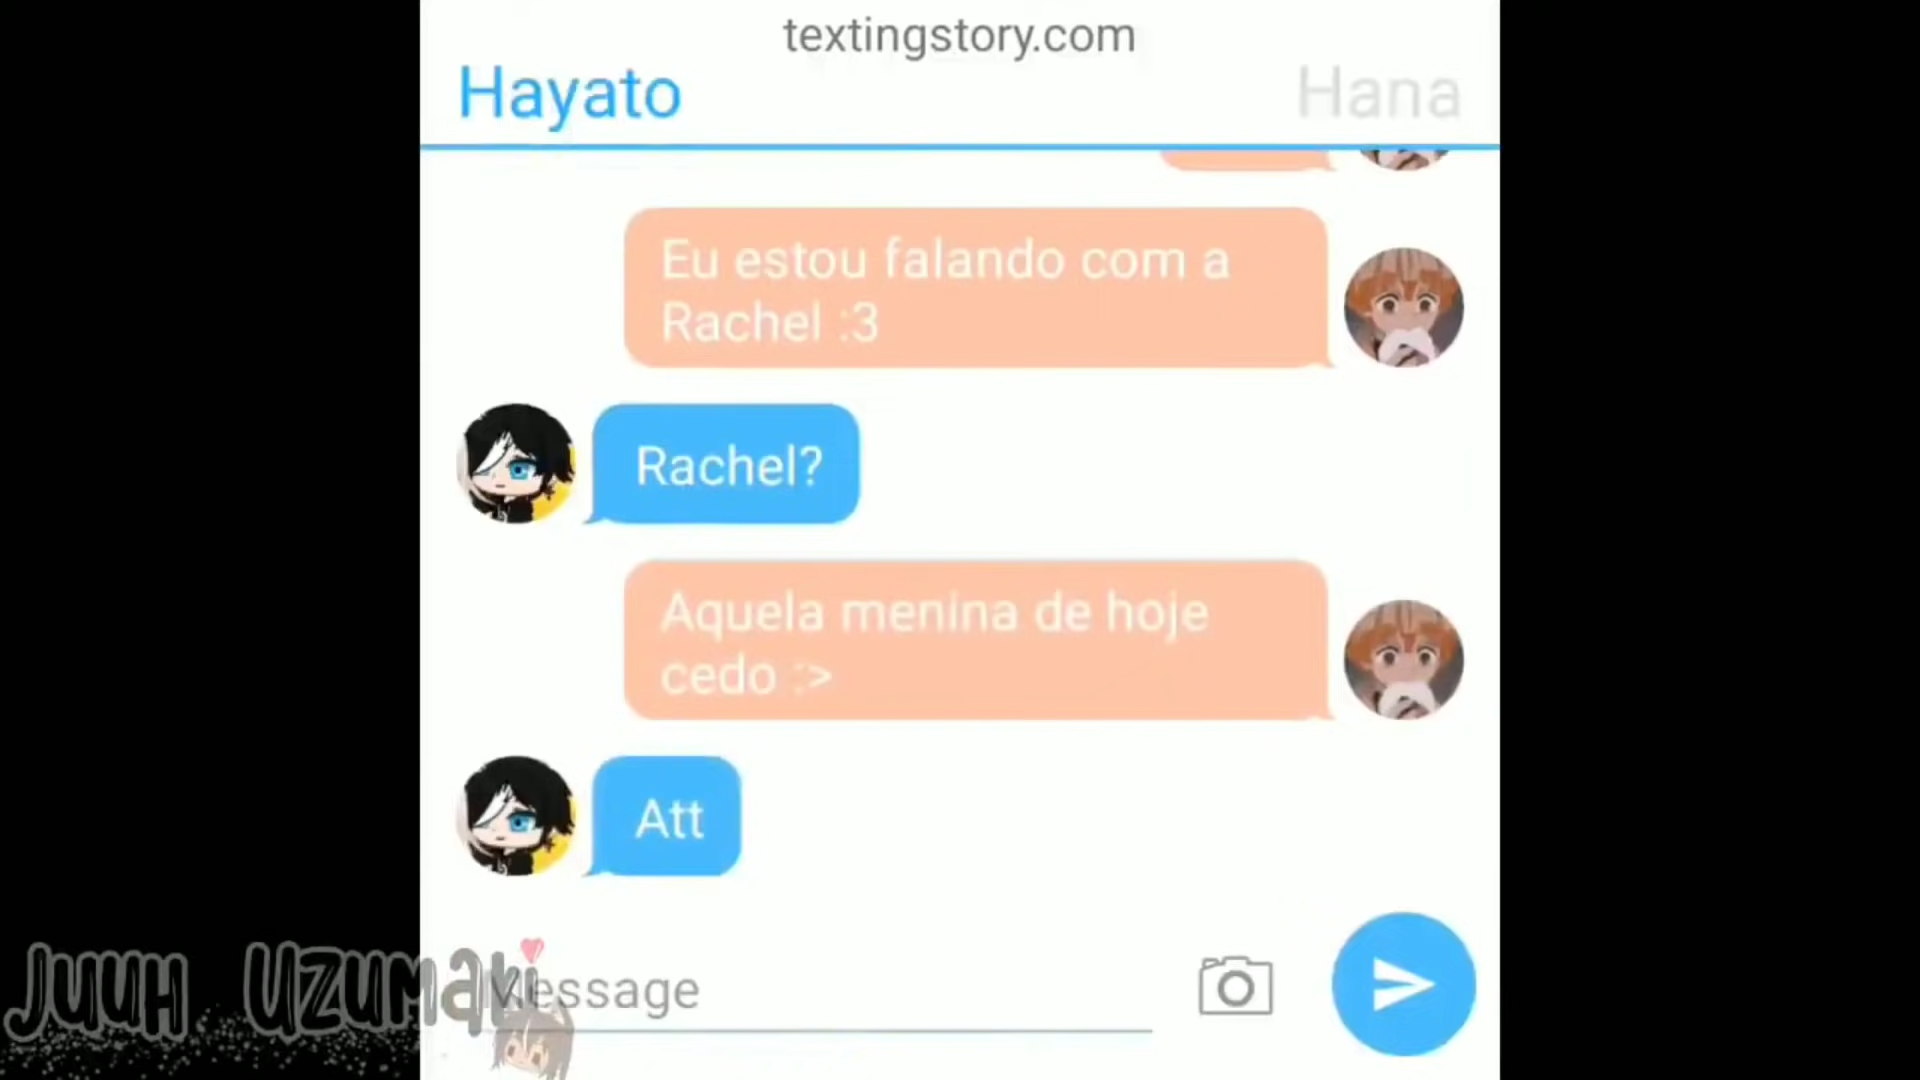 textingstory.com
Hayato
Hana
Eu estou falando com a
Rachel :3
Rachel?
Aquela menina de hoje
cedo :>
Att
Message
Juuh Uzumaki